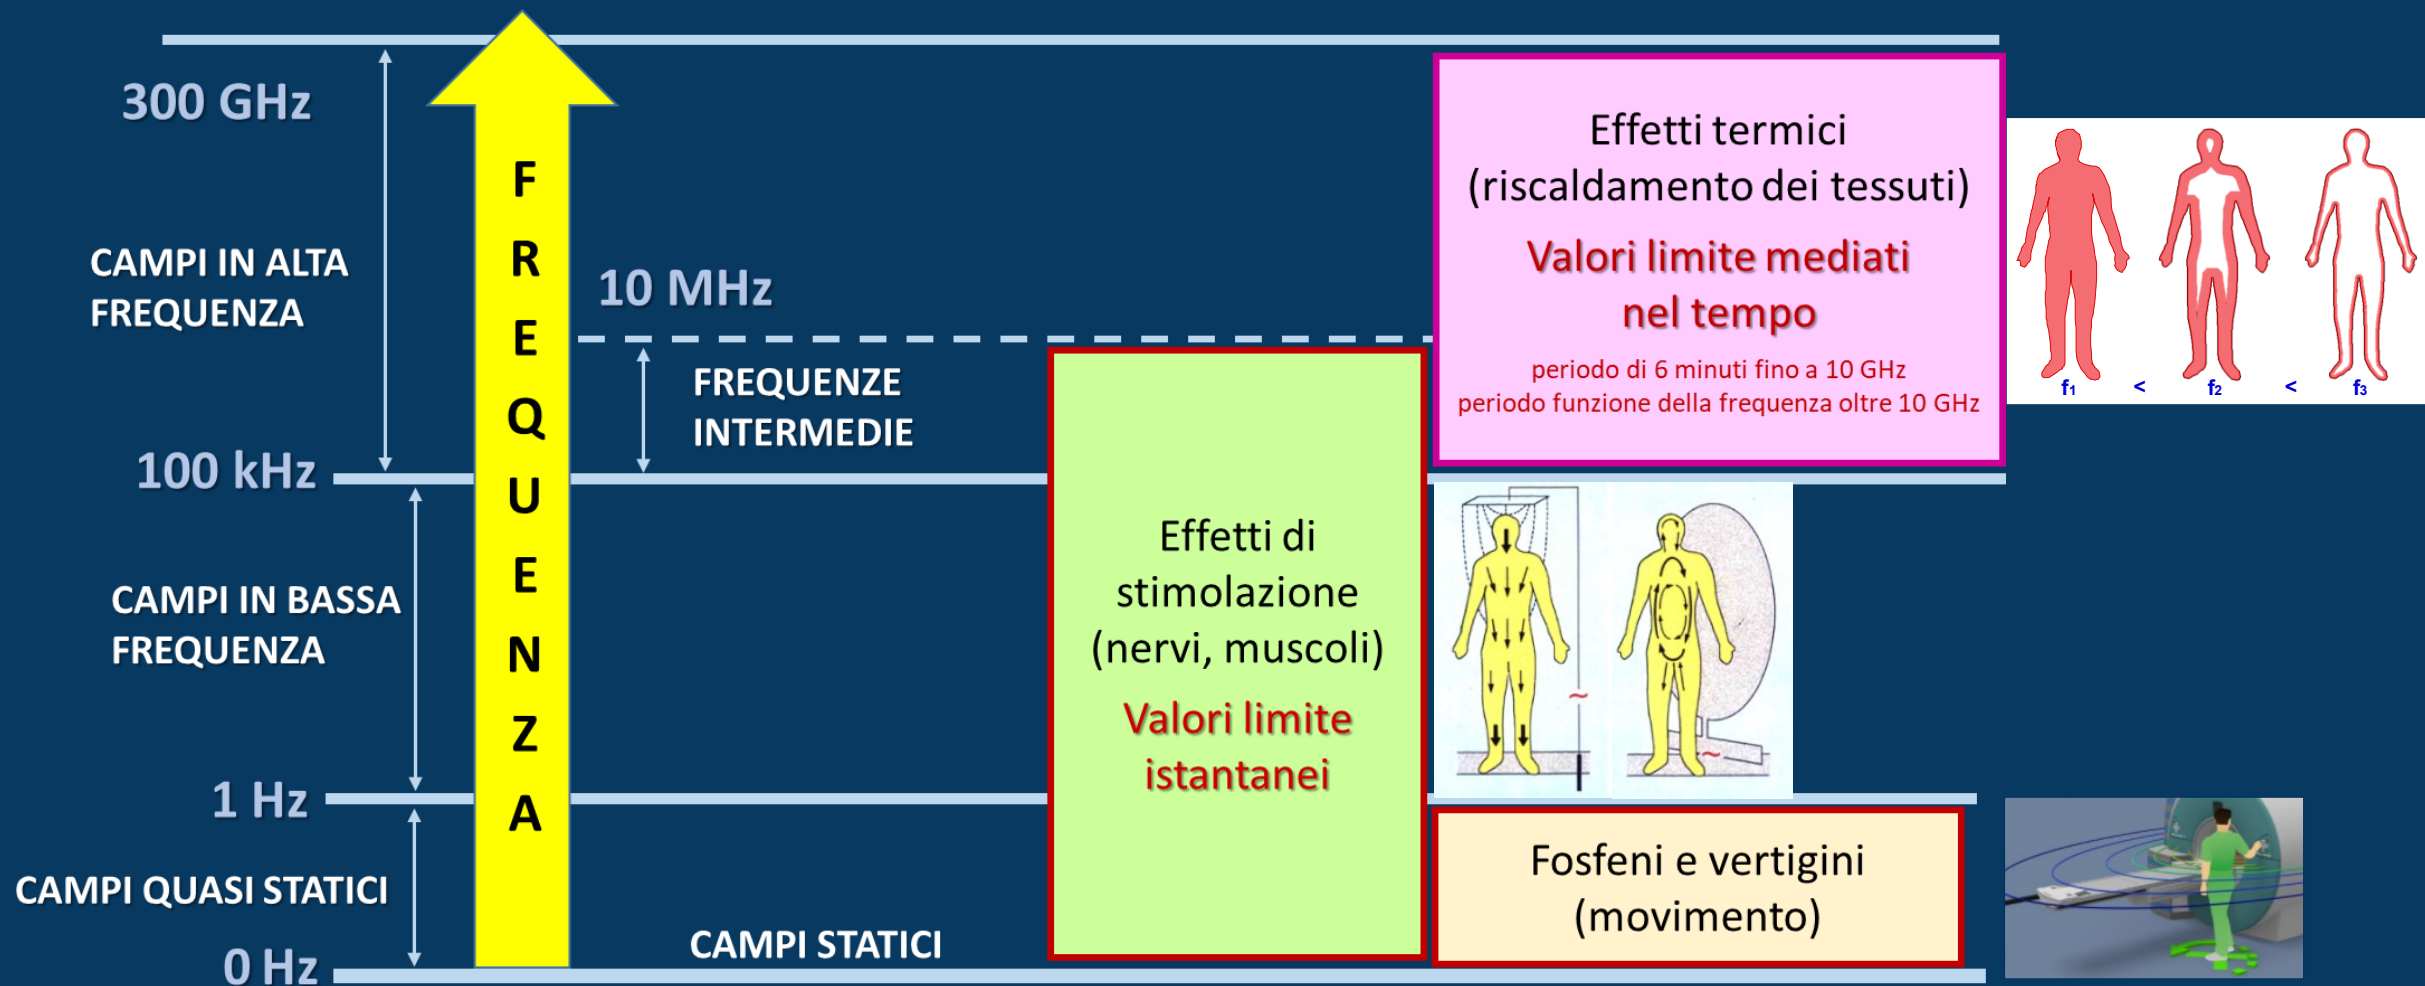 300 GHz
CAMPI IN ALTA
FREQUENZA
100 kHz
CAMPI IN BASSA
FREQUENZA
1 Hz
CAMPI QUASI STATICI
0 Hz
F
R
E
Q
U
E
N
Z
A
10 MHz
FREQUENZE
INTERMEDIE
CAMPI STATICI
Effetti di
stimolazione
(nervi, muscoli)
Valori limite
istantanei
Effetti termici
(riscaldamento dei tessuti)
Valori limite mediati
nel tempo
periodo di 6 minuti fino a 10 GHz
periodo funzione della frequenza oltre 10 GHz
f₁ < f₂ < f₃
~
~
Fosfeni e vertigini
(movimento)